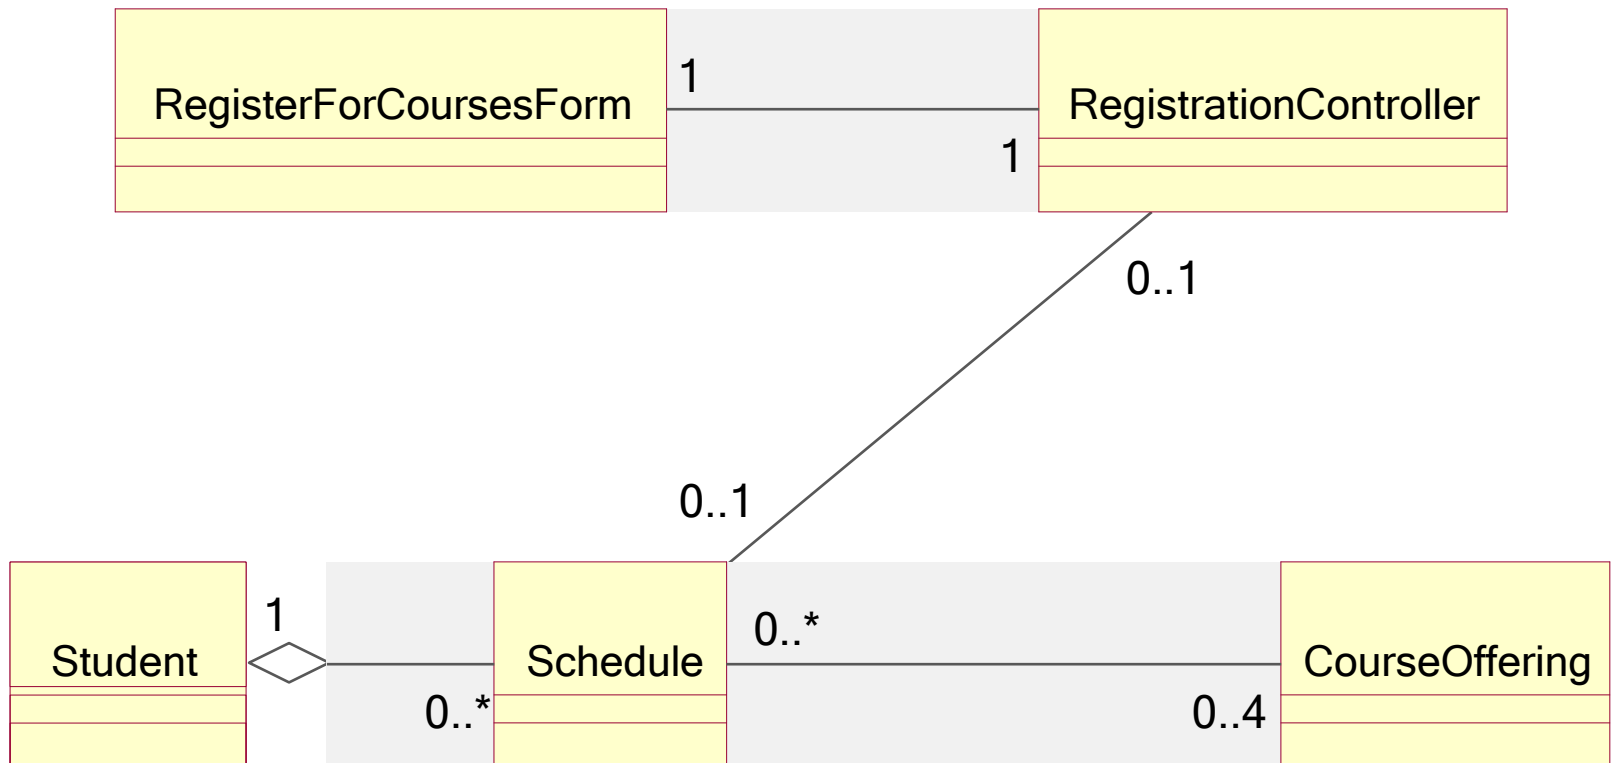 RegisterForCoursesForm
1
1
RegistrationController
0..1
0..1
Student
1
0..*
Schedule
0..*
0..4
CourseOffering